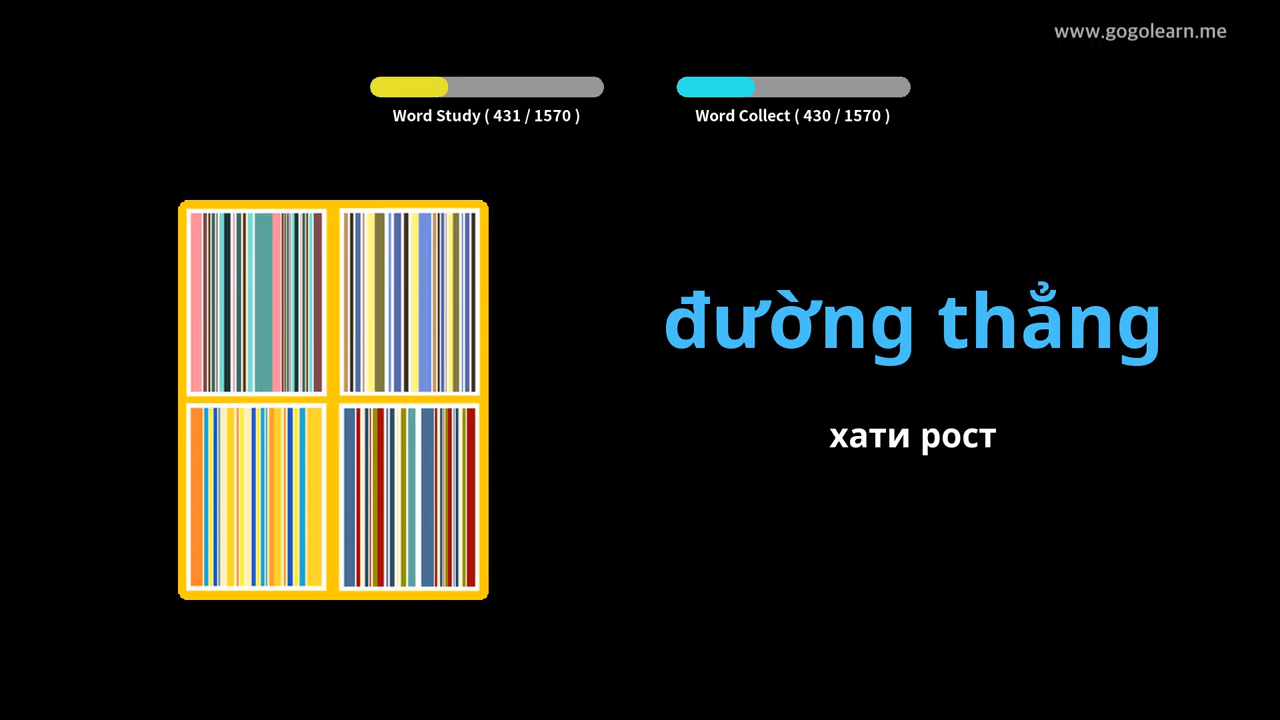 www.gogolearn.me
Word Study ( 431 / 1570 )
Word Collect ( 430 / 1570 )
đường thẳng
хати рост